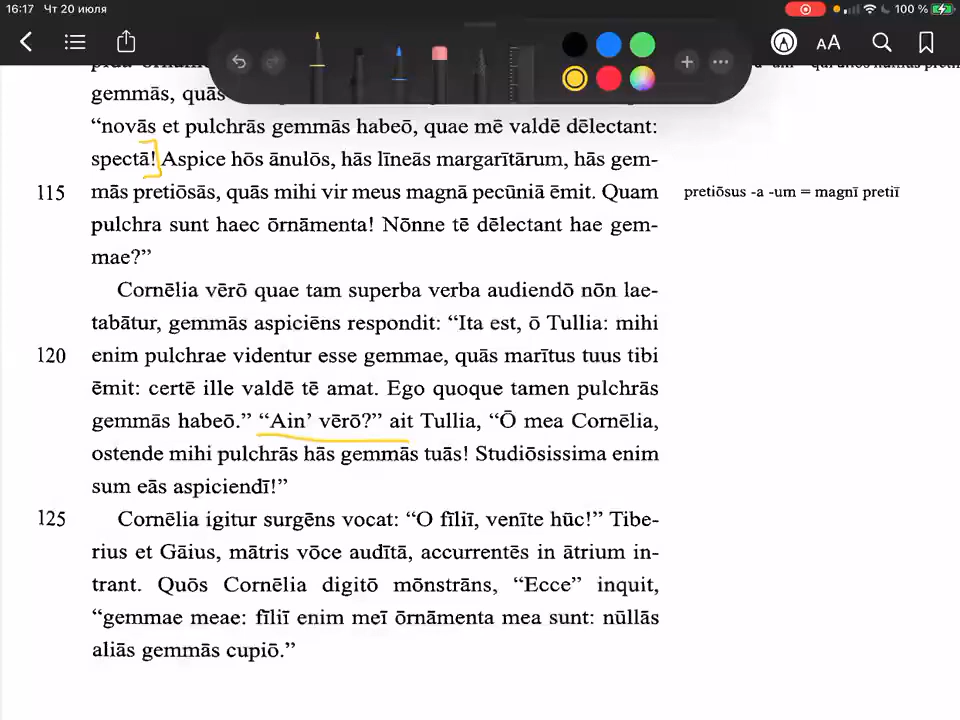 16:17 Чт 20 июля
100 %
AA
gemmās, quās
“novās et pulchrās gemmās habeō, quae mē valdē dēlectant:
spectā! Aspice hōs ānulōs, hās līneās margarītārum, hās gem-
115 mās pretiōsās, quās mihi vir meus magnā pecūniā ēmit. Quam
pretiōsus -a -um = magnī pretiī
pulchra sunt haec ōrnāmenta! Nōnne tē dēlectant hae gem-
mae?”
Cornēlia vērō quae tam superba verba audiendō nōn lae-
tabātur, gemmās aspiciēns respondit: “Ita est, ō Tullia: mihi
120 enim pulchrae videntur esse gemmae, quās marītus tuus tibi
ēmit: certē ille valdē tē amat. Ego quoque tamen pulchrās
gemmās habeō.” “Ain’ vērō?” ait Tullia, “Ō mea Cornēlia,
ostende mihi pulchrās hās gemmās tuās! Studiōsissima enim
sum eās aspiciendī!”
125 Cornēlia igitur surgēns vocat: “O fīliī, venīte hūc!” Tibe-
rius et Gāius, mātris vōce audītā, accurrentēs in ātrium in-
trant. Quōs Cornēlia digitō mōnstrāns, “Ecce” inquit,
“gemmae meae: fīliī enim meī ōrnāmenta mea sunt: nūllās
aliās gemmās cupiō.”